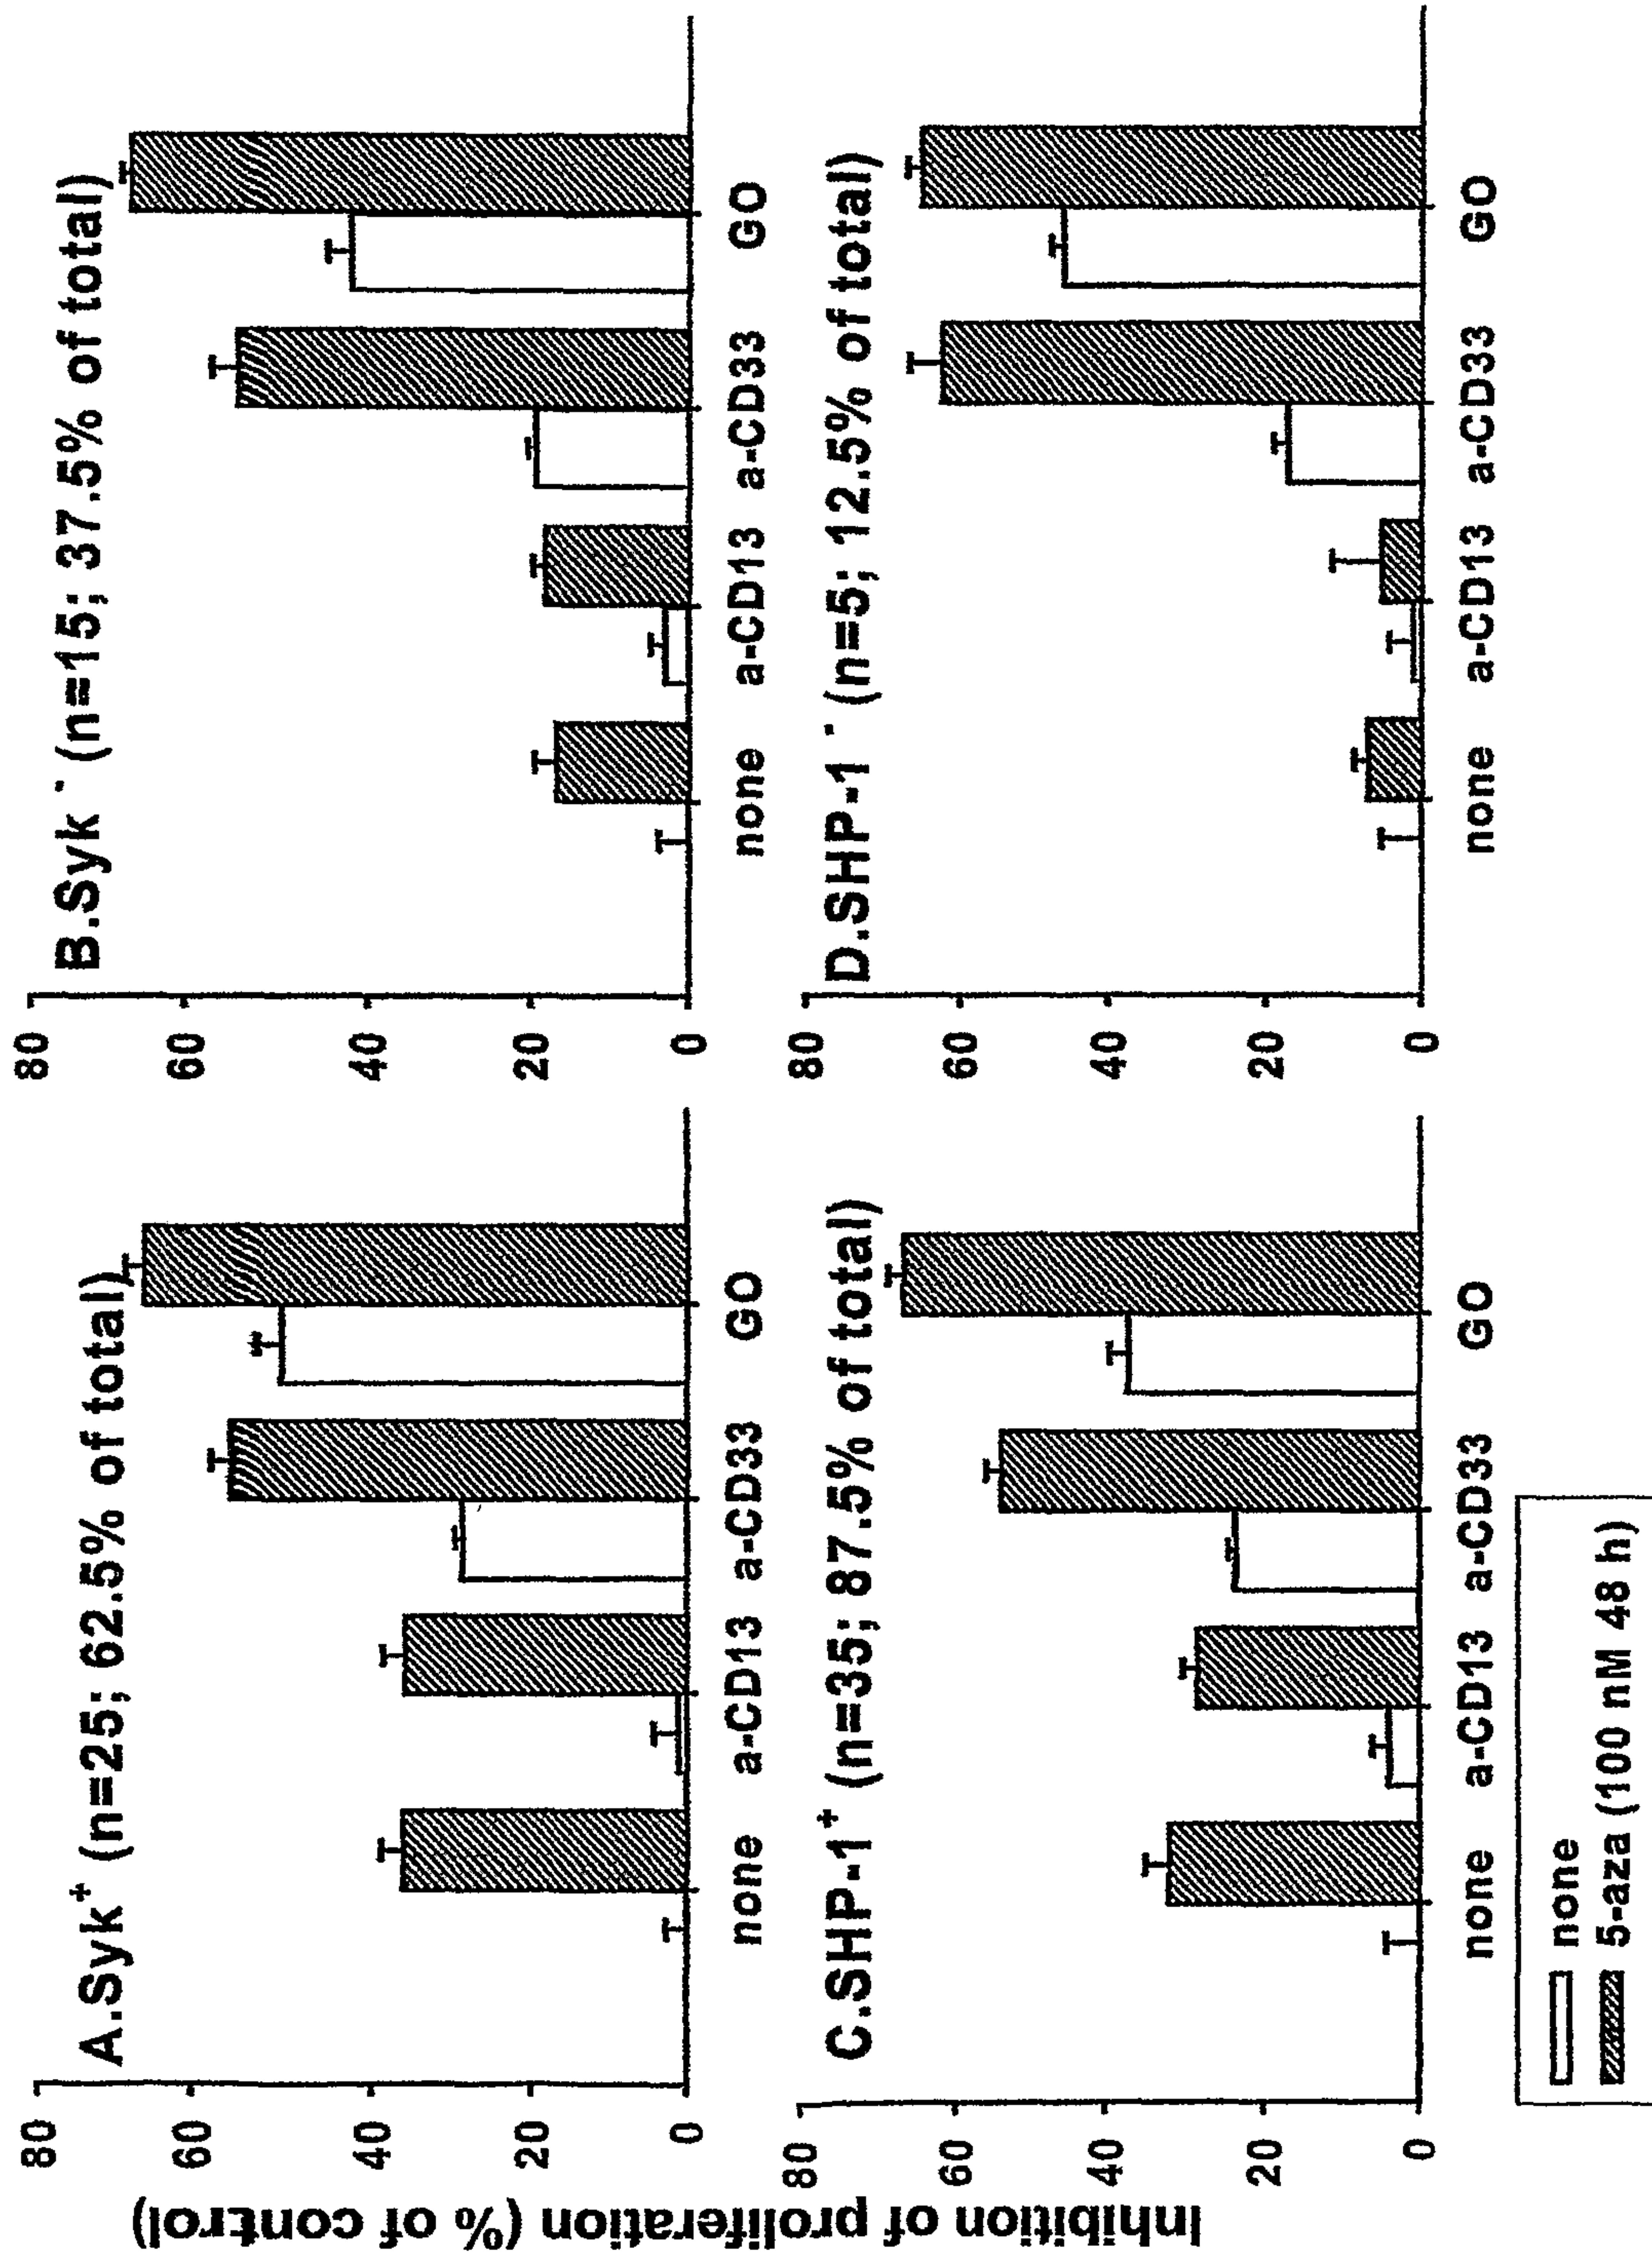 Inhibition of proliferation (% of control)
A.Syk⁺ (n=25; 62.5% of total)
80
60
40
20
0
none a-CD13 a-CD33 GO
B.Syk ⁻ (n=15; 37.5% of total)
80
60
40
20
0
none a-CD13 a-CD33 GO
C.SHP-1⁺ (n=35; 87.5% of total)
80
60
40
20
0
none a-CD13 a-CD33 GO
D.SHP-1 ⁻ (n=5; 12.5% of total)
80
60
40
20
0
none a-CD13 a-CD33 GO
none
5-aza (100 nM 48 h)